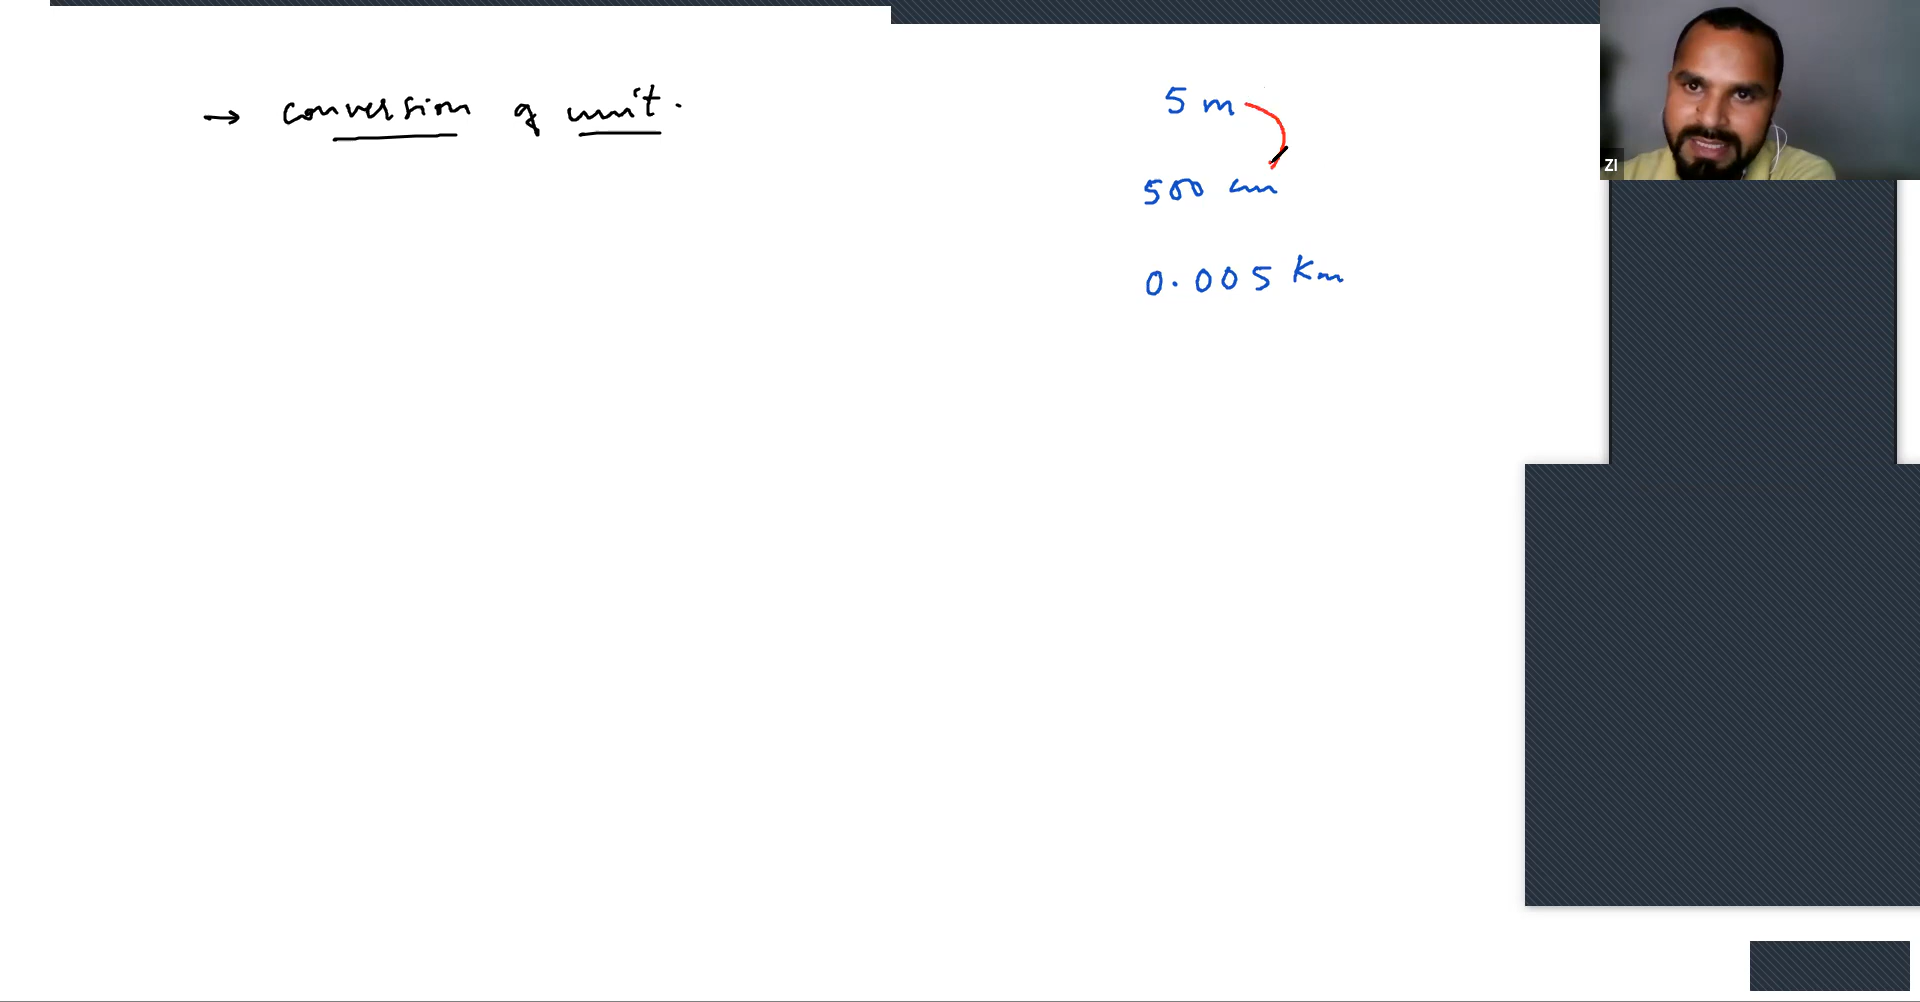 → conversion of unit.
5 m
500 cm
0.005 Km
ZI